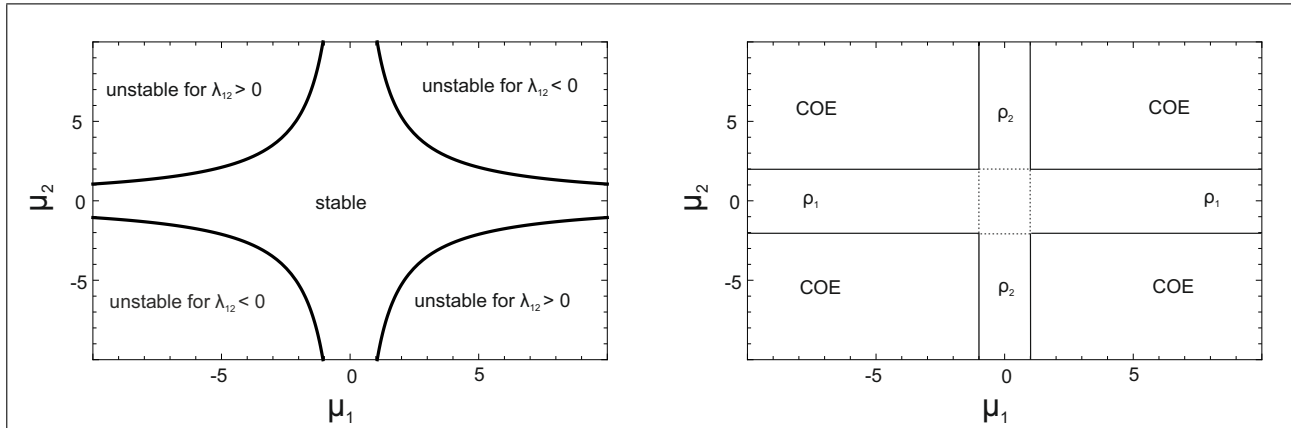 unstable for λ₁₂ > 0
unstable for λ₁₂ < 0
5
μ₂
0
stable
-5
unstable for λ₁₂ < 0
unstable for λ₁₂ > 0
-5
0
5
μ₁
COE
ρ₂
COE
5
μ₂
0
ρ₁
ρ₁
-5
COE
ρ₂
COE
-5
0
5
μ₁